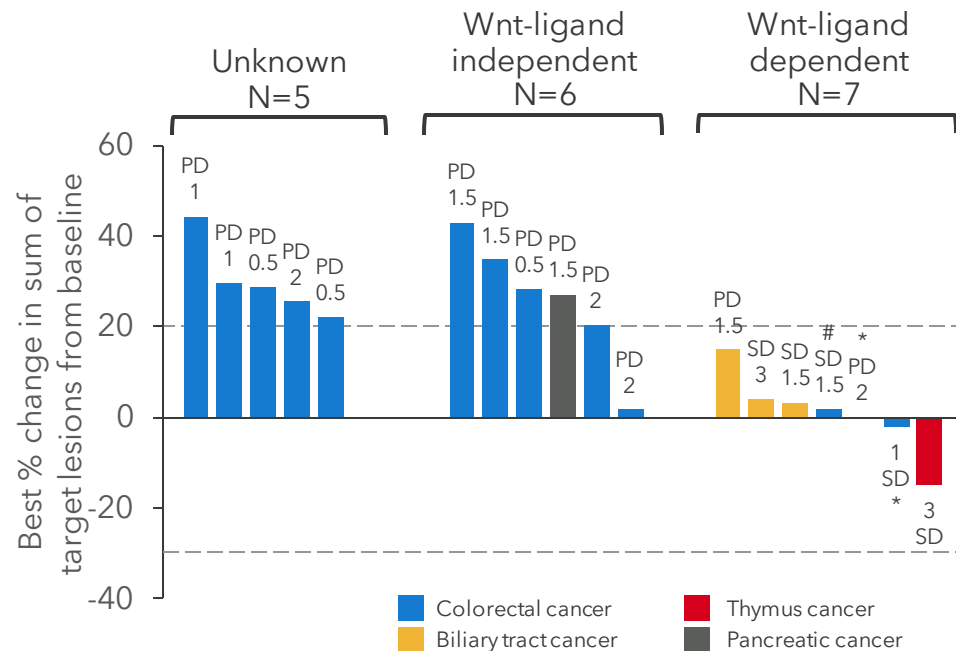 Unknown
N=5
Wnt-ligand
independent
N=6
Wnt-ligand
dependent
N=7
Best % change in sum of
target lesions from baseline
60
40
20
0
-20
-40
PD
1
PD
1
PD
0.5
PD
2
PD
0.5
PD
1.5
PD
1.5
PD
0.5
PD
1.5
PD
2
PD
2
PD
1.5
SD
3
SD
1.5
#
SD
1.5
*
PD
2
1
SD
*
3
SD
Colorectal cancer
Biliary tract cancer
Thymus cancer
Pancreatic cancer